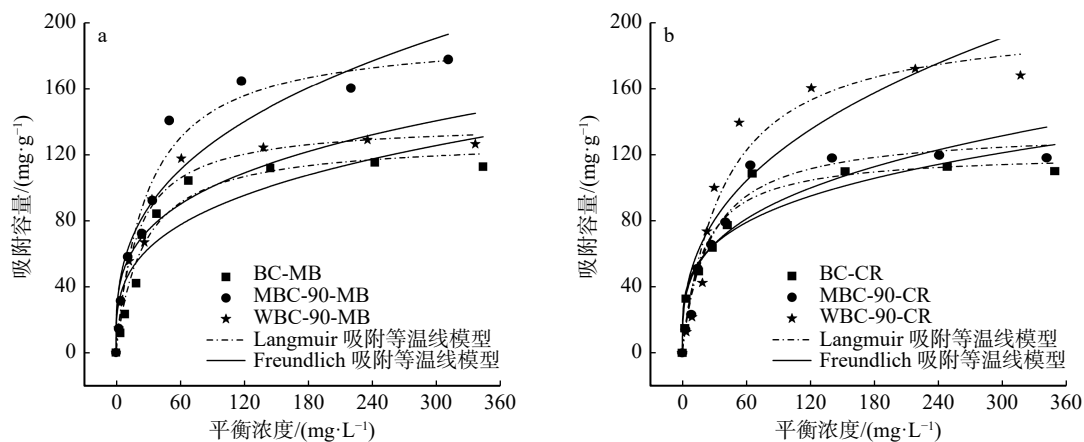 a
吸附容量/(mg·g⁻¹)
200
160
120
80
40
0
BC-MB
MBC-90-MB
WBC-90-MB
Langmuir 吸附等温线模型
Freundlich 吸附等温线模型
0 60 120 180 240 300 360
平衡浓度/(mg·L⁻¹)
b
吸附容量/(mg·g⁻¹)
200
160
120
80
40
0
BC-CR
MBC-90-CR
WBC-90-CR
Langmuir 吸附等温线模型
Freundlich 吸附等温线模型
0 60 120 180 240 300 360
平衡浓度/(mg·L⁻¹)